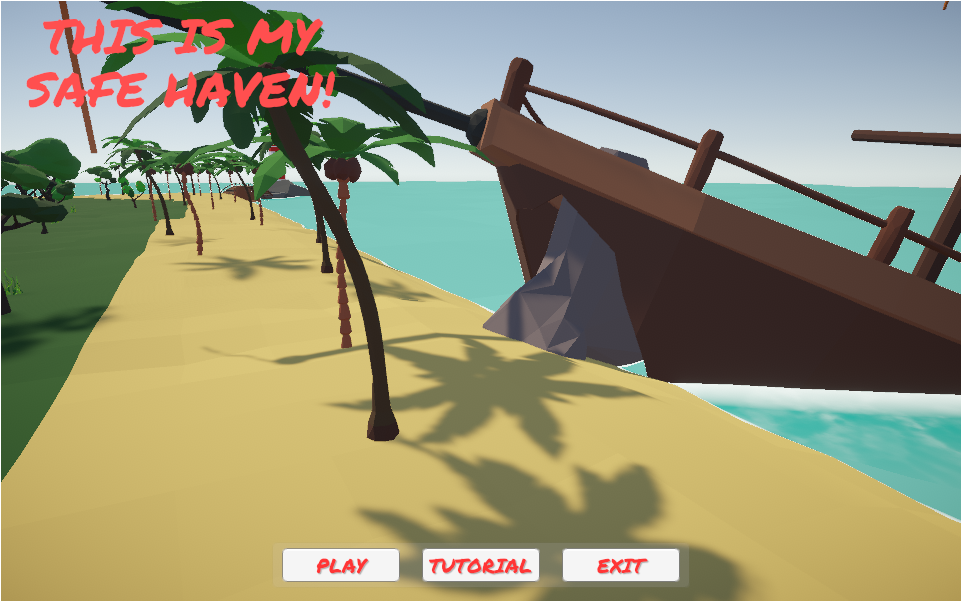 THIS IS MY
SAFE HAVEN!
PLAY
TUTORIAL
EXIT